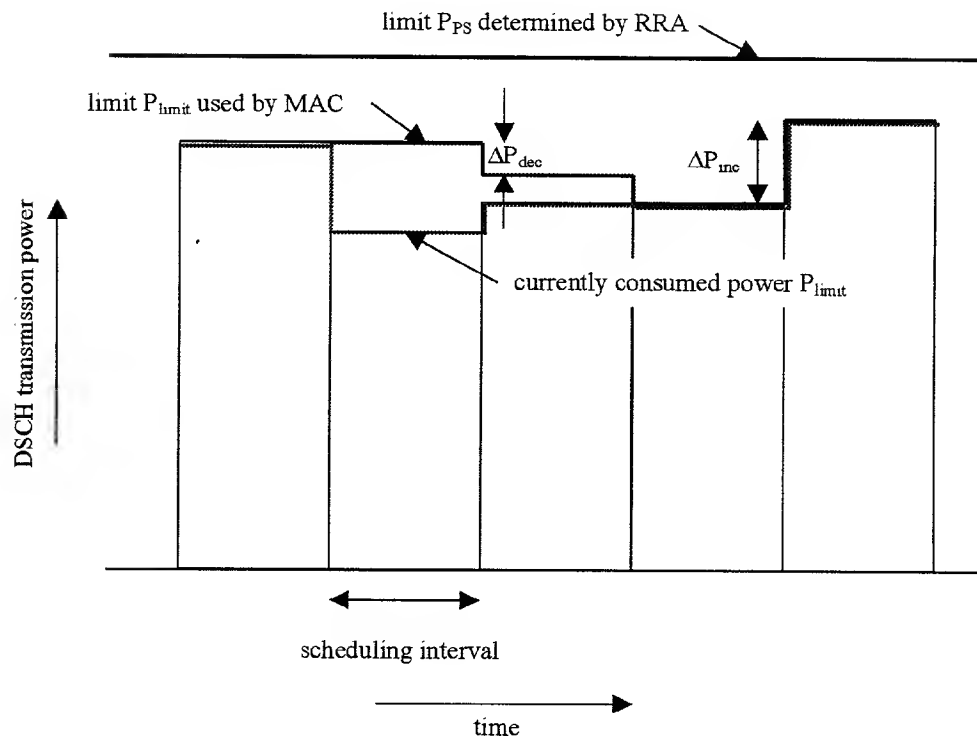 limit P_PS determined by RRA
limit P_limit used by MAC
ΔP_dec
ΔP_inc
currently consumed power P_limit
DSCH transmission power
scheduling interval
time